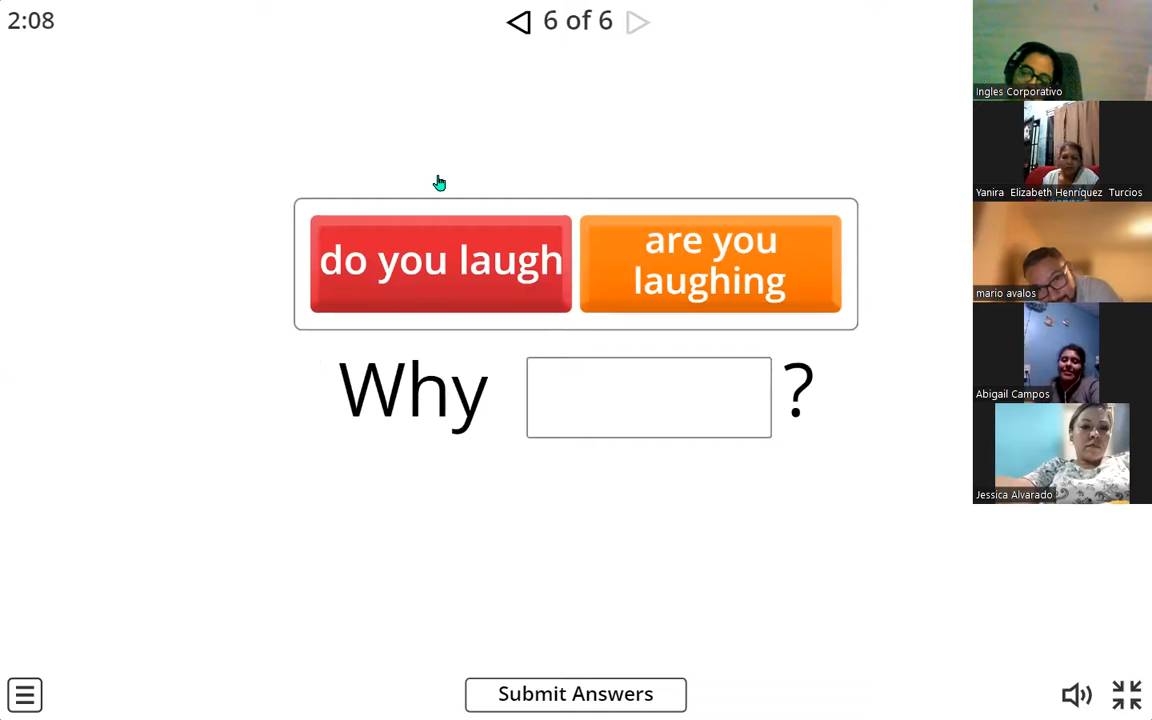 2:08
6 of 6
do you laugh
are you
laughing
Why
?
Submit Answers
Ingles Corporativo
Yanira Elizabeth Henríquez Turcios
mario avalos
Abigail Campos
Jessica Alvarado